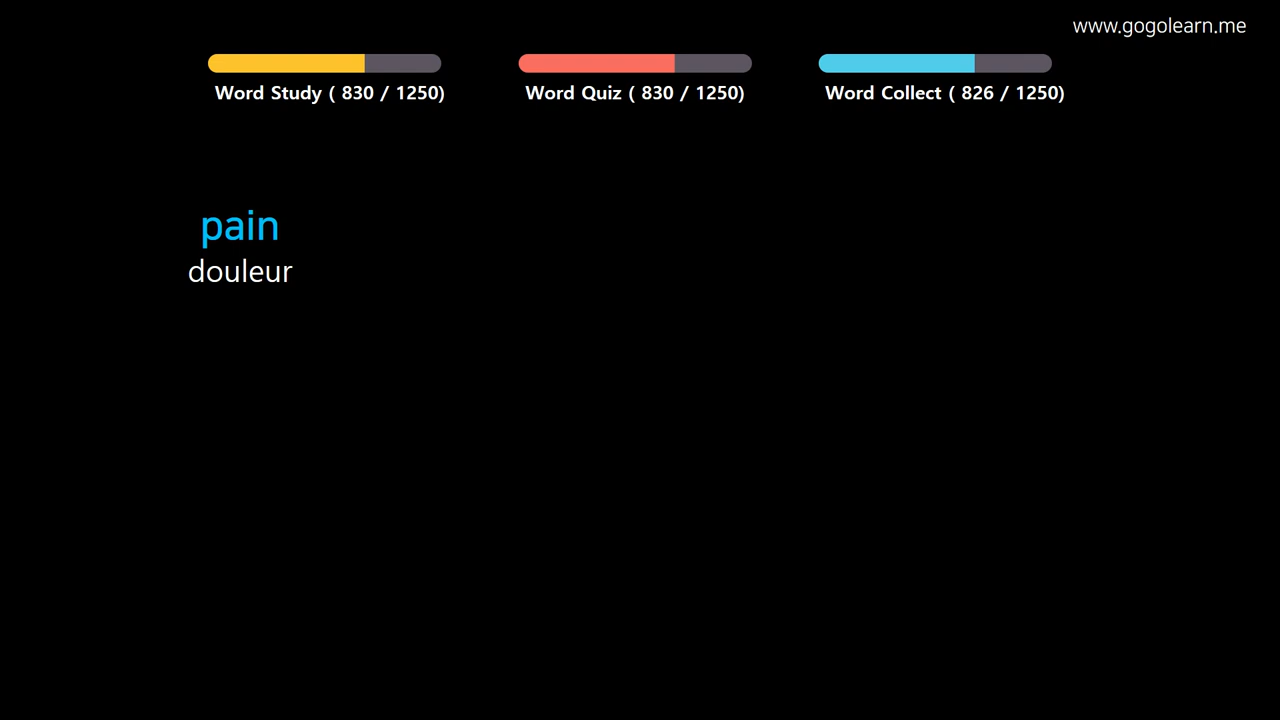 www.gogolearn.me
Word Study ( 830 / 1250)
Word Quiz ( 830 / 1250)
Word Collect ( 826 / 1250)
pain
douleur